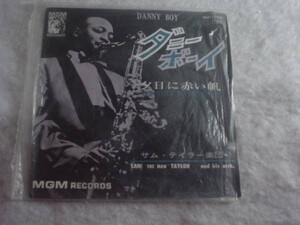 DANNY BOY
ダニー
ボーイ
夕日に赤い帆
サム・テイラー楽団
SAM THE MAN TAYLOR and his orch.
MGM RECORDS